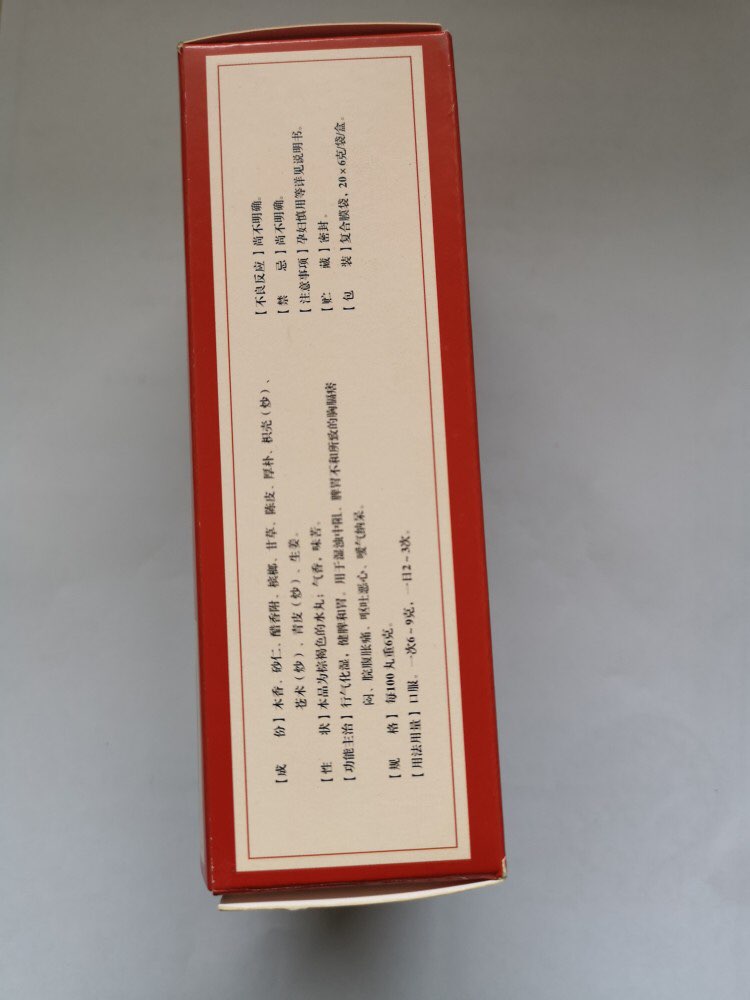 【成　　份】木香、砂仁、醋香附、槟榔、甘草、陈皮、厚朴、枳壳（炒）、
苍术（炒）、青皮（炒）、生姜。
【性　　状】本品为棕褐色的水丸；气香，味苦。
【功能主治】行气化湿，健脾和胃。用于湿浊中阻、脾胃不和所致的胸膈痞
闷、脘腹胀痛、呕吐恶心、嗳气纳呆。
【规　　格】每100丸重6克。
【用法用量】口服。一次6~9克，一日2~3次。
【不良反应】尚不明确。
【禁　　忌】尚不明确。
【注意事项】孕妇慎用等详见说明书。
【贮　　藏】密封。
【包　　装】复合膜袋，20×6克/袋/盒。